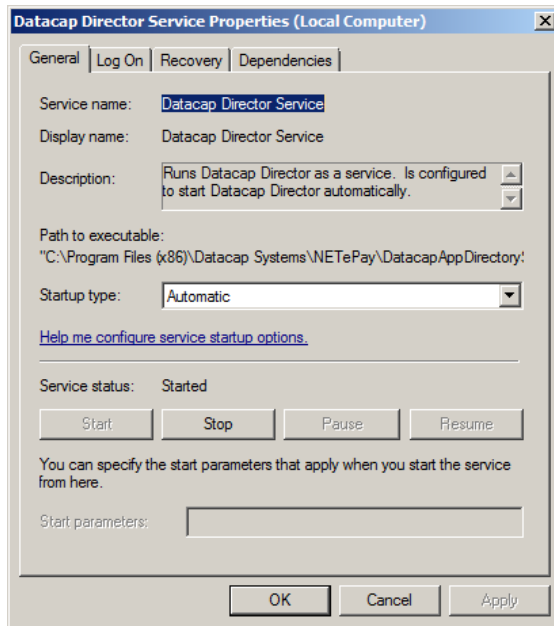 Datacap Director Service Properties (Local Computer)
General Log On Recovery Dependencies
Service name: Datacap Director Service
Display name: Datacap Director Service
Description: Runs Datacap Director as a service. Is configured
to start Datacap Director automatically.
Path to executable:
"C:\Program Files (x86)\Datacap Systems\NETePay\DatacapAppDirectory
Startup type: Automatic
Help me configure service startup options.
Service status: Started
Start Stop Pause Resume
You can specify the start parameters that apply when you start the service
from here.
Start parameters:
OK Cancel Apply